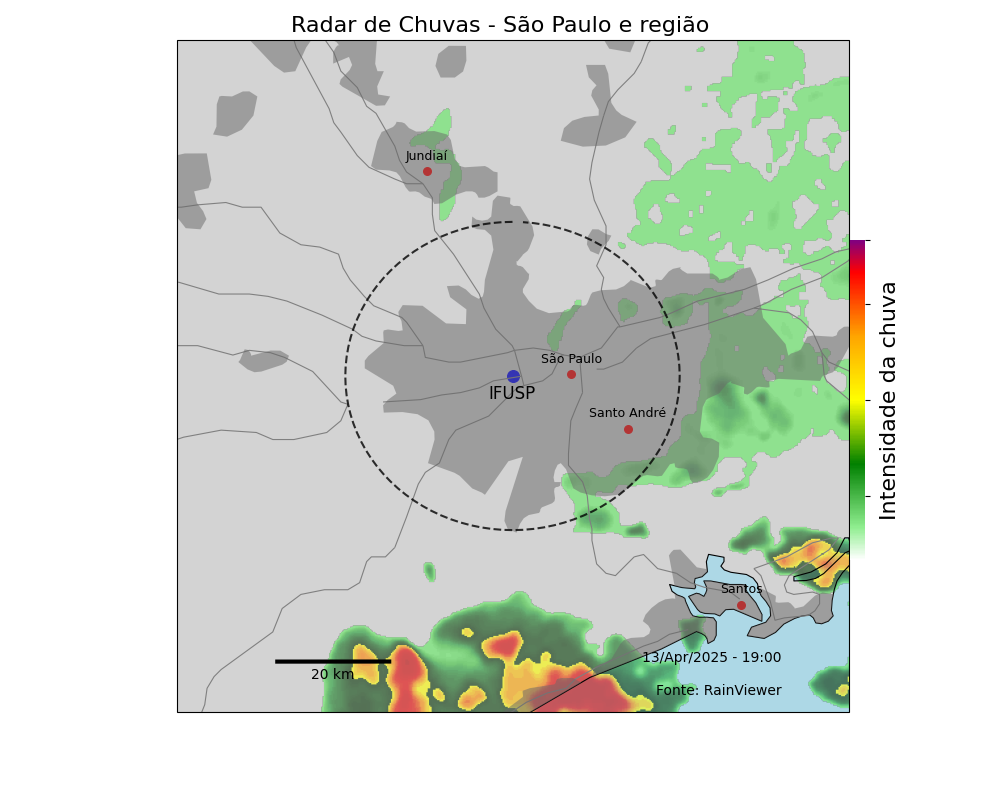 Radar de Chuvas - São Paulo e região
Jundiaí
São Paulo
IFUSP
Santo André
Intensidade da chuva
Santos
13/Apr/2025 - 19:00
20 km
Fonte: RainViewer